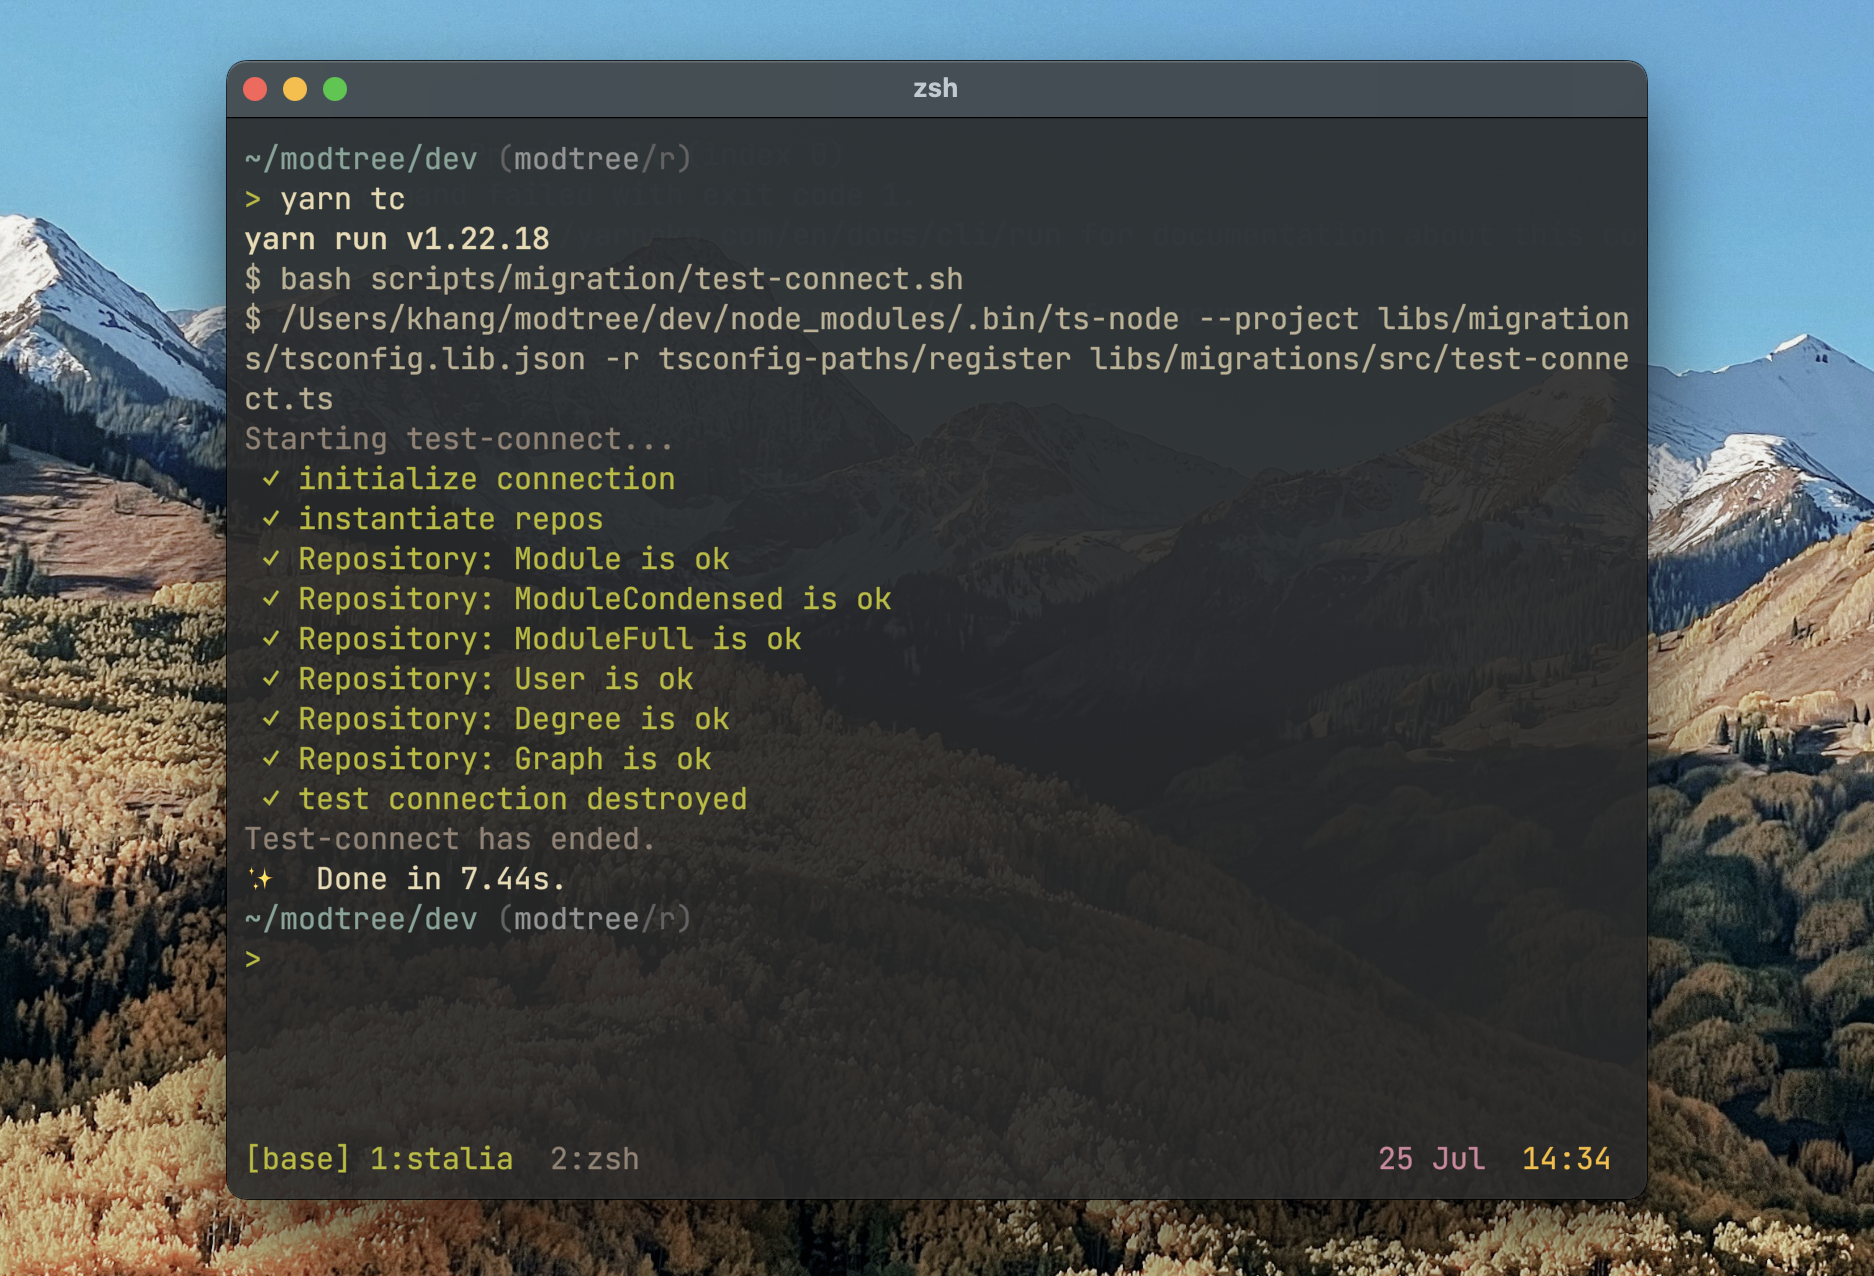 zsh
~/modtree/dev (modtree/r)
> yarn tc
yarn run v1.22.18
$ bash scripts/migration/test-connect.sh
$ /Users/khang/modtree/dev/node_modules/.bin/ts-node --project libs/migration
s/tsconfig.lib.json -r tsconfig-paths/register libs/migrations/src/test-conne
ct.ts
Starting test-connect...
✓ initialize connection
✓ instantiate repos
✓ Repository: Module is ok
✓ Repository: ModuleCondensed is ok
✓ Repository: ModuleFull is ok
✓ Repository: User is ok
✓ Repository: Degree is ok
✓ Repository: Graph is ok
✓ test connection destroyed
Test-connect has ended.
✨ Done in 7.44s.
~/modtree/dev (modtree/r)
>
[base] 1:stalia 2:zsh 25 Jul 14:34